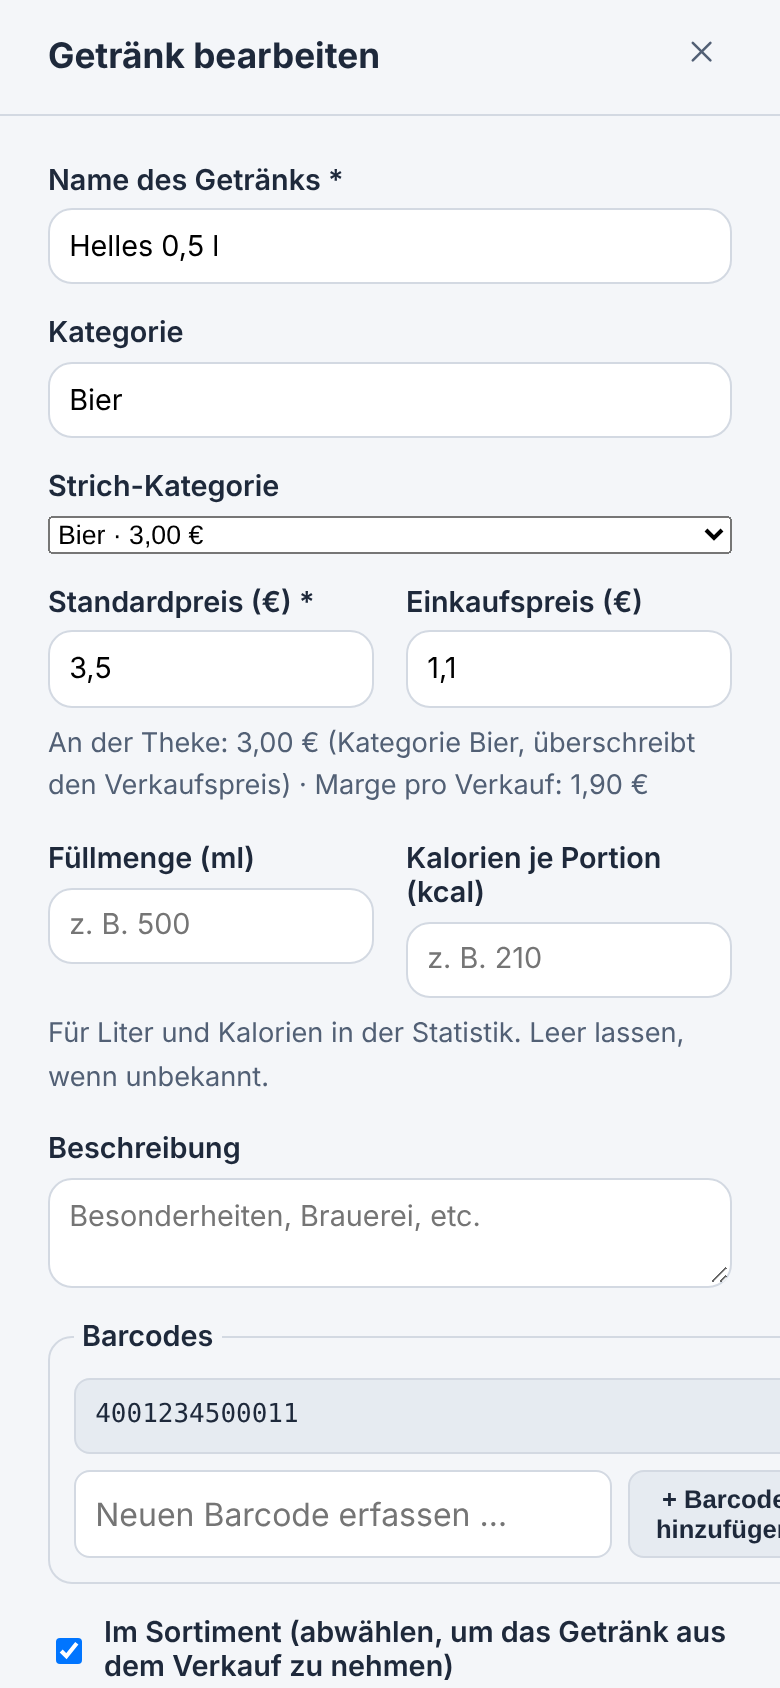 Getränk bearbeiten
Name des Getränks *
Helles 0,5 l
Kategorie
Bier
Strich-Kategorie
Bier · 3,00 €
Standardpreis (€) *
Einkaufspreis (€)
3,5
1,1
An der Theke: 3,00 € (Kategorie Bier, überschreibt
den Verkaufspreis) · Marge pro Verkauf: 1,90 €
Füllmenge (ml)
Kalorien je Portion
(kcal)
z. B. 500
z. B. 210
Für Liter und Kalorien in der Statistik. Leer lassen,
wenn unbekannt.
Beschreibung
Besonderheiten, Brauerei, etc.
Barcodes
4001234500011
Neuen Barcode erfassen ...
+ Barcode
hinzufüge
Im Sortiment (abwählen, um das Getränk aus
dem Verkauf zu nehmen)